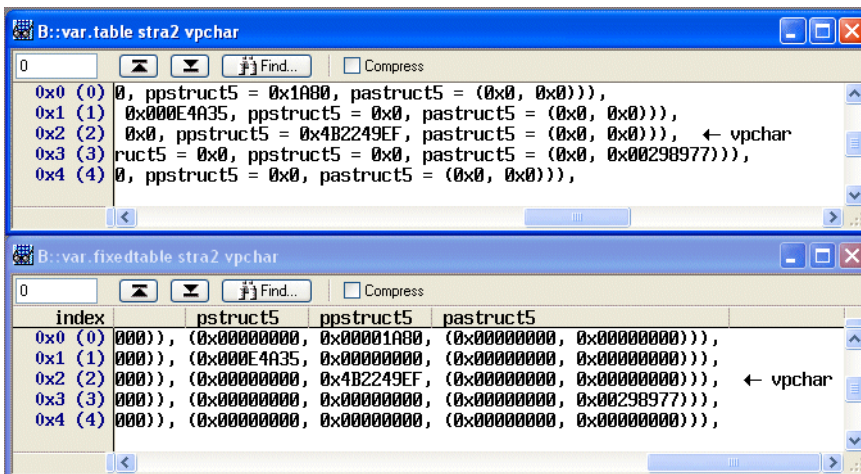 B::var.table stra2 vpchar
0 Find... Compress
0x0 (0) 0, ppstruct5 = 0x1A80, pastruct5 = (0x0, 0x0))),
0x1 (1) 0x000E4A35, ppstruct5 = 0x0, pastruct5 = (0x0, 0x0))),
0x2 (2) 0x0, ppstruct5 = 0x4B2249EF, pastruct5 = (0x0, 0x0))), ← vpchar
0x3 (3) ruct5 = 0x0, ppstruct5 = 0x0, pastruct5 = (0x0, 0x00298977))),
0x4 (4) 0, ppstruct5 = 0x0, pastruct5 = (0x0, 0x0))),
B::var.fixedtable stra2 vpchar
0 Find... Compress
index pstruct5 ppstruct5 pastruct5
0x0 (0) 000)), (0x00000000, 0x00001A80, (0x00000000, 0x00000000))),
0x1 (1) 000)), (0x000E4A35, 0x00000000, (0x00000000, 0x00000000))),
0x2 (2) 000)), (0x00000000, 0x4B2249EF, (0x00000000, 0x00000000))), ← vpchar
0x3 (3) 000)), (0x00000000, 0x00000000, (0x00000000, 0x00298977))),
0x4 (4) 000)), (0x00000000, 0x00000000, (0x00000000, 0x00000000))),